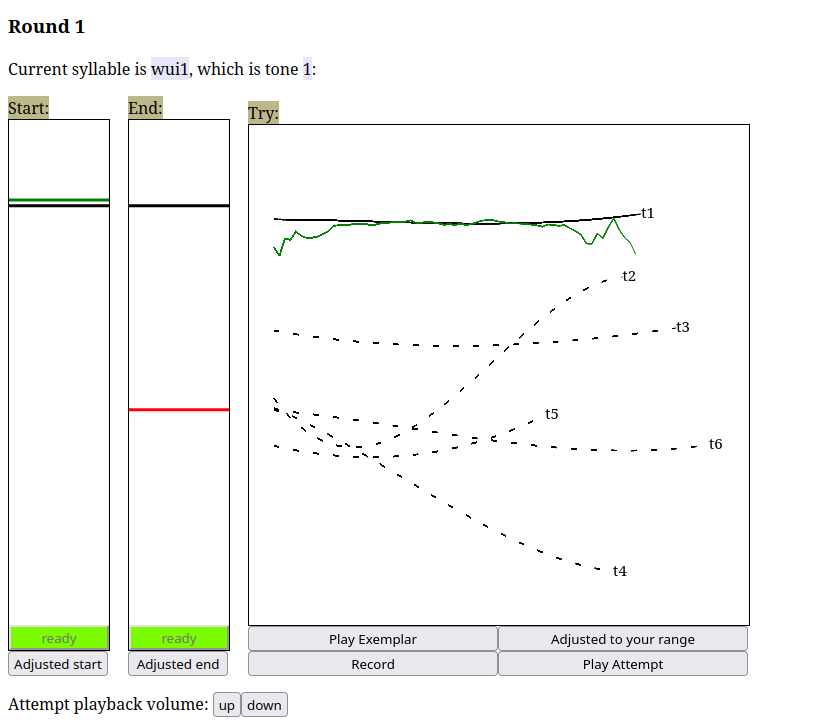 Round 1
Current syllable is wui1, which is tone 1:
Start: End: Try:
t1
t2
t3
t5
t6
t4
ready ready
Play Exemplar Adjusted to your range
Adjusted start Adjusted end Record Play Attempt
Attempt playback volume: up down